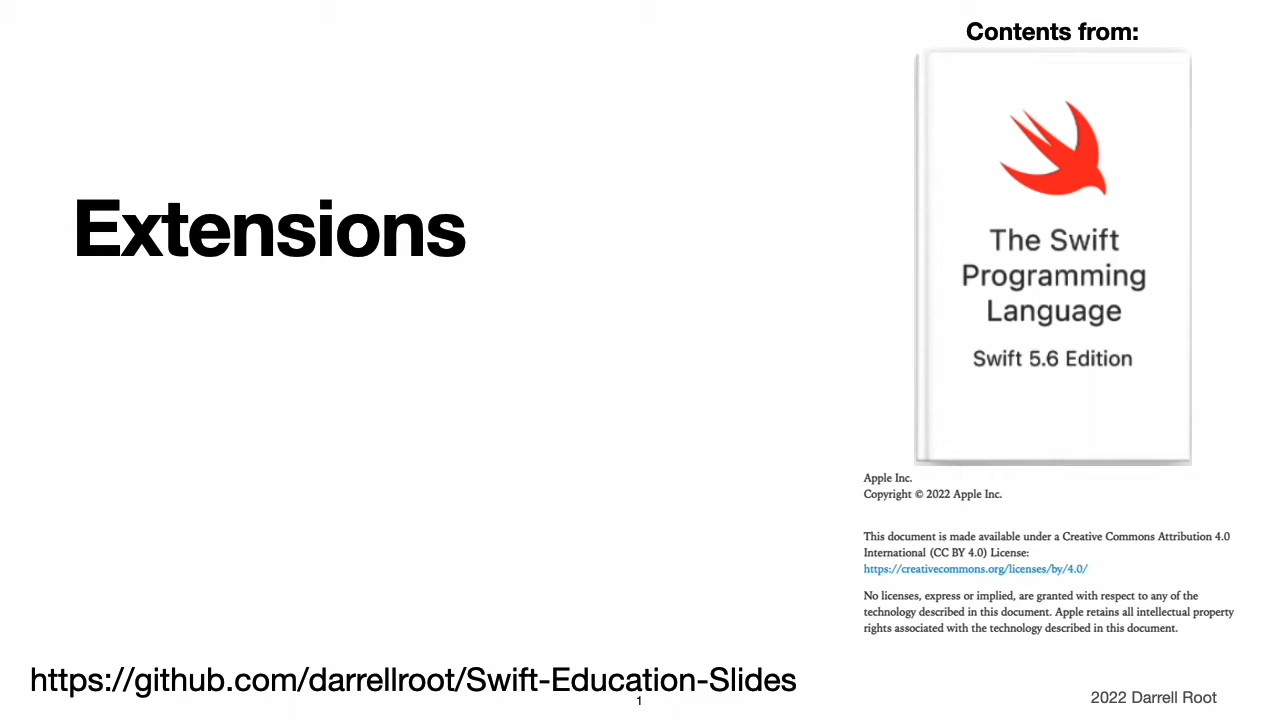 Contents from:
Extensions
The Swift
Programming
Language
Swift 5.6 Edition
Apple Inc.
Copyright © 2022 Apple Inc.
This document is made available under a Creative Commons Attribution 4.0
International (CC BY 4.0) License:
https://creativecommons.org/licenses/by/4.0/
No licenses, express or implied, are granted with respect to any of the
technology described in this document. Apple retains all intellectual property
rights associated with the technology described in this document.
https://github.com/darrellroot/Swift-Education-Slides
1
2022 Darrell Root